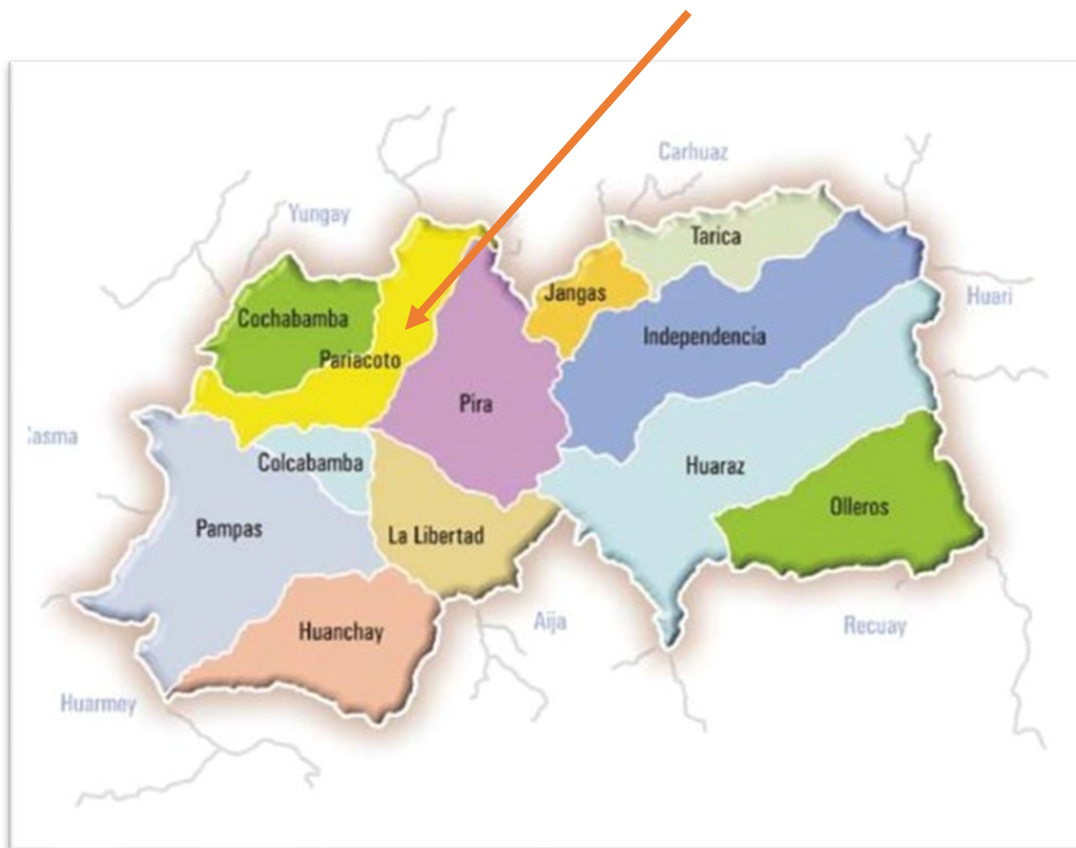 Carhuaz
Yungay
Tarica
Jangas
Huari
Cochabamba
Independencia
Pariacoto
Pira
Casma
Colcabamba
Huaraz
Olleros
Pampas
La Libertad
Aija
Recuay
Huanchay
Huarmey